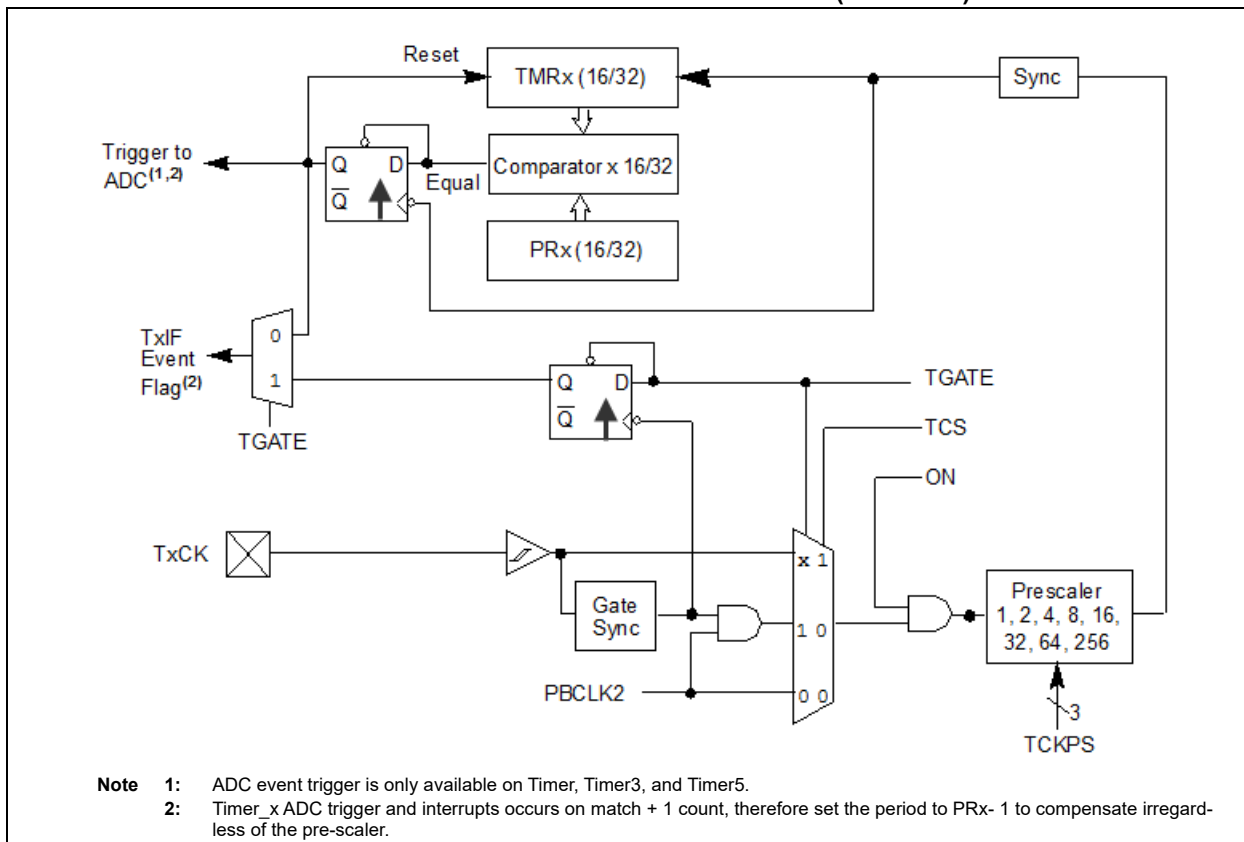 Reset
TMRx (16/32)
Sync
Trigger to
ADC(1,2)
Q D
Q
Equal
Comparator x 16/32
PRx (16/32)
TxIF
Event
Flag(2)
0
1
TGATE
Q D
Q
TGATE
TCS
ON
TxCK
x 1
Gate
Sync
1 0
Prescaler
1, 2, 4, 8, 16,
32, 64, 256
PBCLK2
0 0
3
TCKPS
Note 1: ADC event trigger is only available on Timer, Timer3, and Timer5.
2: Timer_x ADC trigger and interrupts occurs on match + 1 count, therefore set the period to PRx- 1 to compensate irregard-
less of the pre-scaler.